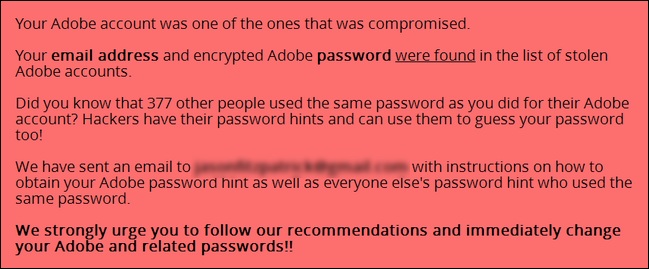 Your Adobe account was one of the ones that was compromised.
Your email address and encrypted Adobe password were found in the list of stolen
Adobe accounts.
Did you know that 377 other people used the same password as you did for their Adobe
account? Hackers have their password hints and can use them to guess your password
too!
We have sent an email to with instructions on how to
obtain your Adobe password hint as well as everyone else's password hint who used the
same password.
We strongly urge you to follow our recommendations and immediately change
your Adobe and related passwords!!